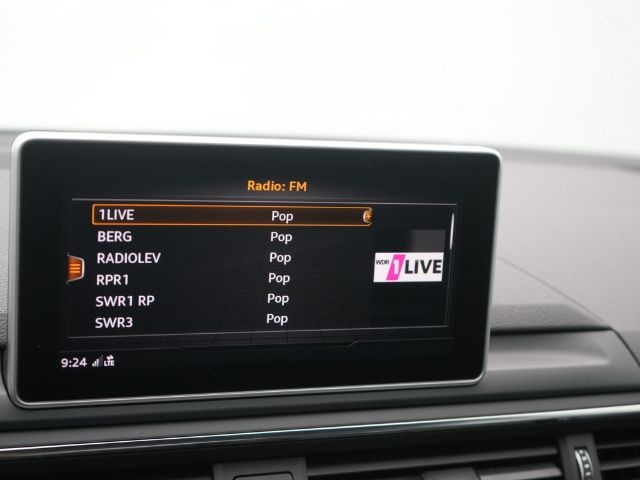 Radio: FM
1LIVE Pop
BERG Pop
RADIOLEV Pop
RPR1 Pop
SWR1 RP Pop
SWR3 Pop
WDR 1LIVE
9:24 LTE